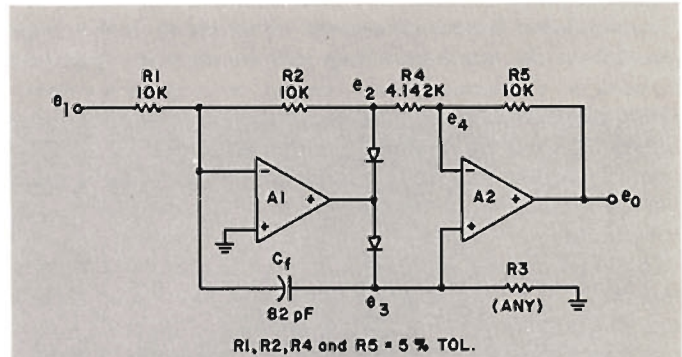 R1
10K
R2
10K
e2
R4
4.142K
R5
10K
e1
e4
-
A1
+
+
-
A2
+
+
e0
Cf
82 pF
e3
R3
(ANY)
R1, R2, R4 and R5 = 5 % TOL.